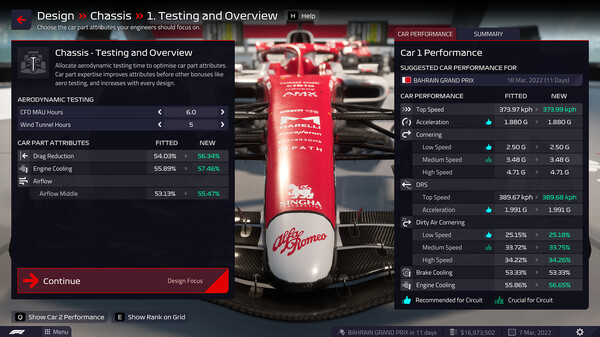 Design » Chassis » 1. Testing and Overview H Help
Choose the car part attributes your engineers should focus on.
Chassis - Testing and Overview
Allocate aerodynamic testing time to optimise car part attributes.
Car part expertise improves attributes before other bonuses like
aero testing, and increases with every design.
AERODYNAMIC TESTING
CFD MAU Hours 6.0
Wind Tunnel Hours 5
CAR PART ATTRIBUTES FITTED NEW
Drag Reduction 54.03% 56.34%
Engine Cooling 55.89% 57.46%
Airflow
Airflow Middle 53.13% 55.47%
Continue Design Focus
AMX
MARELLI
PATH
SINGHA
Alfa Romeo
CAR PERFORMANCE SUMMARY
Car 1 Performance
SUGGESTED CAR PERFORMANCE FOR
BAHRAIN GRAND PRIX 18 Mar, 2022 (11 Days)
CAR PERFORMANCE FITTED NEW
Top Speed 373.97 kph 373.99 kph
Acceleration 1.880 G 1.880 G
Cornering
Low Speed 2.50 G 2.50 G
Medium Speed 3.48 G 3.48 G
High Speed 4.71 G 4.71 G
DRS
Top Speed 389.67 kph 389.68 kph
Acceleration 1.991 G 1.991 G
Dirty Air Cornering
Low Speed 25.15% 25.18%
Medium Speed 33.72% 33.75%
High Speed 34.22% 34.26%
Brake Cooling 53.33% 53.33%
Engine Cooling 55.86% 56.65%
Recommended for Circuit Crucial for Circuit
Q Show Car 2 Performance E Show Rank on Grid
F1 Menu BAHRAIN GRAND PRIX in 11 days $16,973,502 7 Mar, 2022